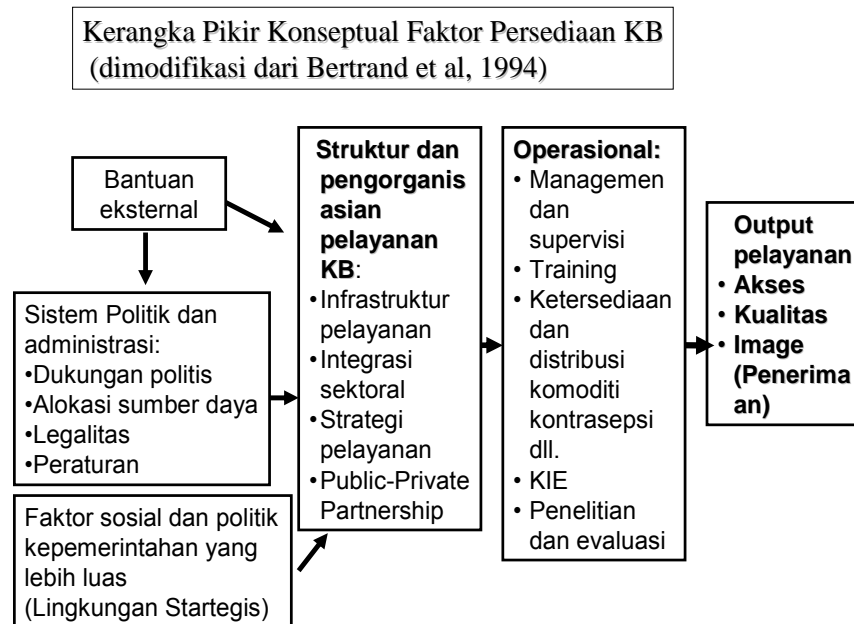 Kerangka Pikir Konseptual Faktor Persediaan KB
(dimodifikasi dari Bertrand et al, 1994)
Bantuan
eksternal
Sistem Politik dan
administrasi:
•Dukungan politis
•Alokasi sumber daya
•Legalitas
•Peraturan
Faktor sosial dan politik
kepemerintahan yang
lebih luas
(Lingkungan Startegis)
Struktur dan
pengorganis
asian
pelayanan
KB:
•Infrastruktur
pelayanan
•Integrasi
sektoral
•Strategi
pelayanan
•Public-Private
Partnership
Operasional:
• Managemen
dan
supervisi
• Training
• Ketersediaan
dan
distribusi
komoditi
kontrasepsi
dll.
• KIE
• Penelitian
dan evaluasi
Output
pelayanan
• Akses
• Kualitas
• Image
(Penerima
an)